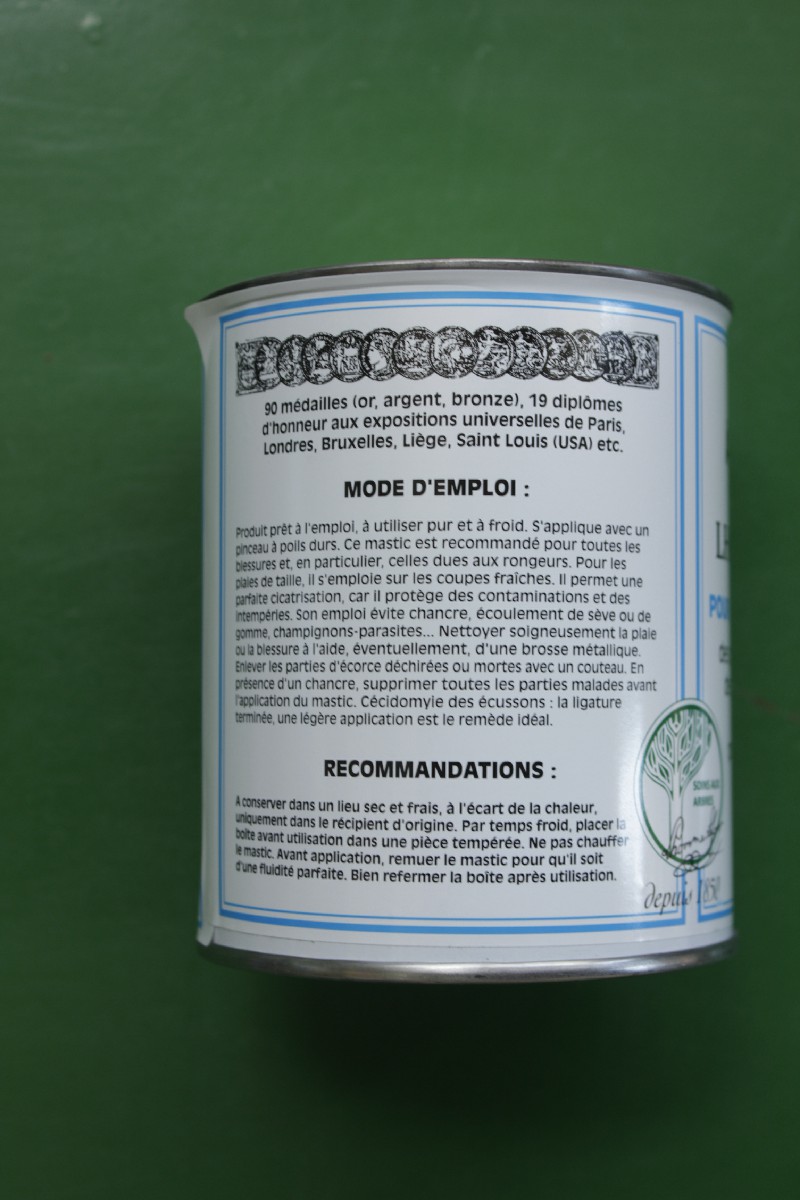 90 médailles (or, argent, bronze), 19 diplômes
d'honneur aux expositions universelles de Paris,
Londres, Bruxelles, Liège, Saint Louis (USA) etc.
MODE D'EMPLOI :
Produit prêt à l'emploi, à utiliser pur et à froid. S'applique avec un
pinceau à poils durs. Ce mastic est recommandé pour toutes les
blessures et, en particulier, celles dues aux rongeurs. Pour les
plaies de taille, il s'emploie sur les coupes fraîches. Il permet une
parfaite cicatrisation, car il protège des contaminations et des
intempéries. Son emploi évite chancre, écoulement de sève ou de
gomme, champignons-parasites... Nettoyer soigneusement la plaie
ou la blessure à l'aide, éventuellement, d'une brosse métallique.
Enlever les parties d'écorce déchirées ou mortes avec un couteau. En
présence d'un chancre, supprimer toutes les parties malades avant
l'application du mastic. Cécidomyie des écussons : la ligature
terminée, une légère application est le remède idéal.
RECOMMANDATIONS :
A conserver dans un lieu sec et frais, à l'écart de la chaleur,
uniquement dans le récipient d'origine. Par temps froid, placer la
boîte avant utilisation dans une pièce tempérée. Ne pas chauffer
le mastic. Avant application, remuer le mastic pour qu'il soit
d'une fluidité parfaite. Bien refermer la boîte après utilisation.
SOINS AUX
ARBRES
depuis 1850